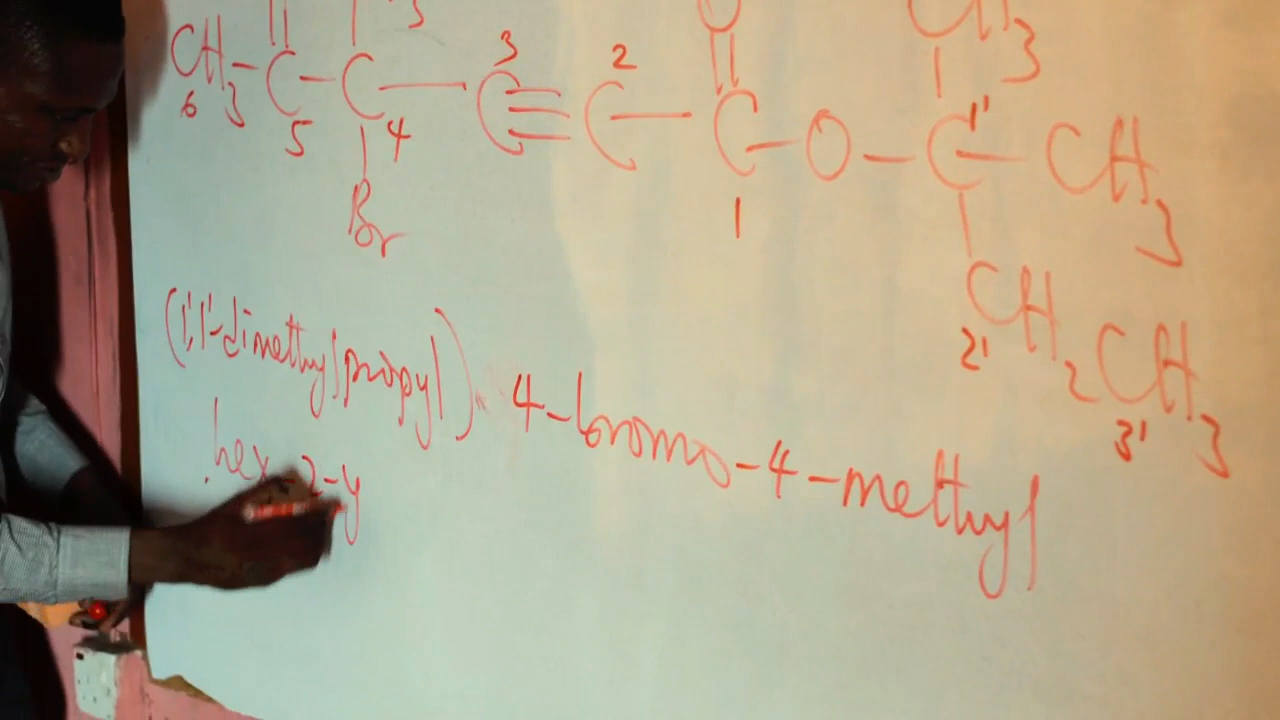 3 O CH3
CH3-C-C-C≡C-C-O-C-CH3
6 5 4 3 2 1 1'
Br
CH2CH3
2' 3'
(1',1'-dimethylpropyl) 4-bromo-4-methyl
hex-2-y